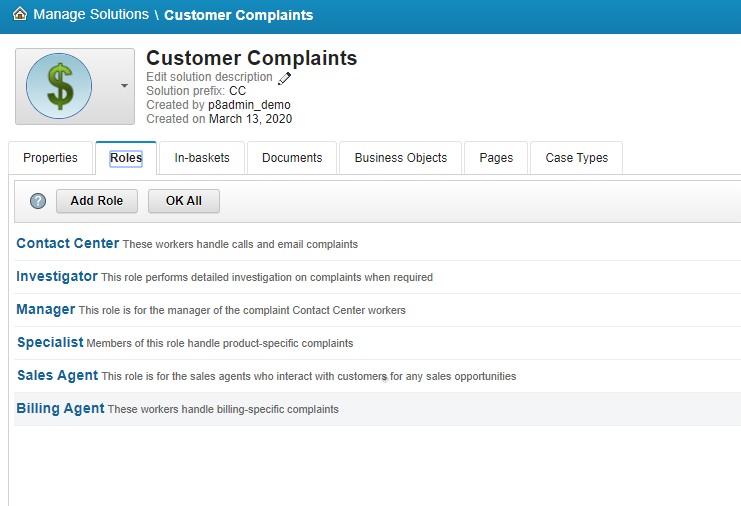 Manage Solutions \ Customer Complaints
Customer Complaints
Edit solution description
Solution prefix: CC
Created by p8admin_demo
Created on March 13, 2020
Properties Roles In-baskets Documents Business Objects Pages Case Types
? Add Role OK All
Contact Center These workers handle calls and email complaints
Investigator This role performs detailed investigation on complaints when required
Manager This role is for the manager of the complaint Contact Center workers
Specialist Members of this role handle product-specific complaints
Sales Agent This role is for the sales agents who interact with customers for any sales opportunities
Billing Agent These workers handle billing-specific complaints